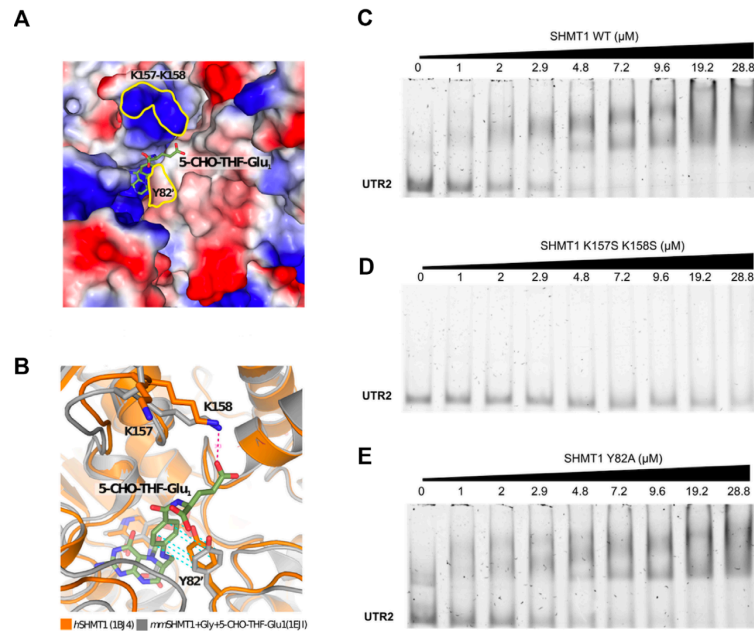 A
K157-K158
5-CHO-THF-Glu1
Y82'
B
K158
K157
5-CHO-THF-Glu1
Y82'
hSHMT1 (1BJ4) mmSHMT1+Gly+5-CHO-THF-Glu1(1EJI)
C
SHMT1 WT (µM)
0 1 2 2.9 4.8 7.2 9.6 19.2 28.8
UTR2
D
SHMT1 K157S K158S (µM)
0 1 2 2.9 4.8 7.2 9.6 19.2 28.8
UTR2
E
SHMT1 Y82A (µM)
0 1 2 2.9 4.8 7.2 9.6 19.2 28.8
UTR2